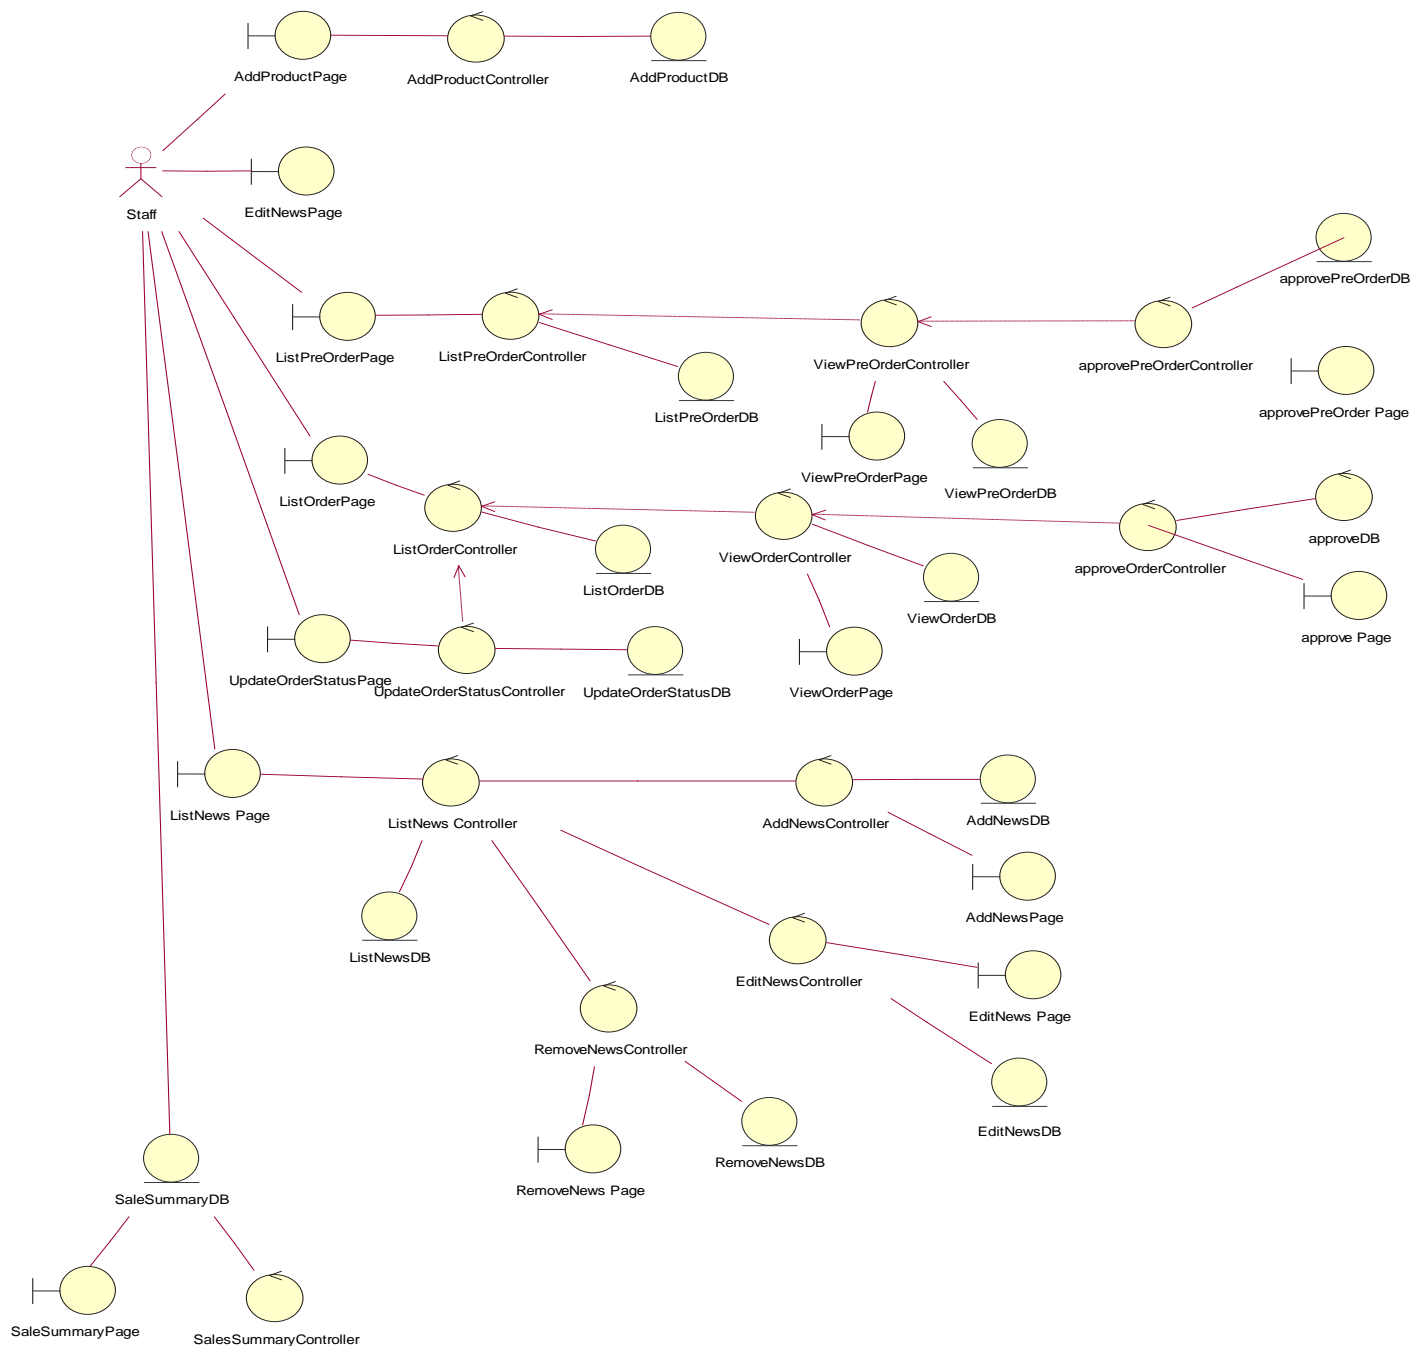 AddProductPage
AddProductController
AddProductDB
Staff
EditNewsPage
approvePreOrderDB
ListPreOrderPage
ListPreOrderController
ViewPreOrderController
approvePreOrderController
ListPreOrderDB
approvePreOrder Page
ViewPreOrderPage
ViewPreOrderDB
ListOrderPage
ListOrderController
ViewOrderController
approveOrderController
approveDB
ListOrderDB
ViewOrderDB
approve Page
UpdateOrderStatusPage
UpdateOrderStatusController
UpdateOrderStatusDB
ViewOrderPage
ListNews Page
ListNews Controller
AddNewsController
AddNewsDB
AddNewsPage
ListNewsDB
EditNewsController
EditNews Page
RemoveNewsController
EditNewsDB
RemoveNews Page
RemoveNewsDB
SaleSummaryDB
SaleSummaryPage
SalesSummaryController